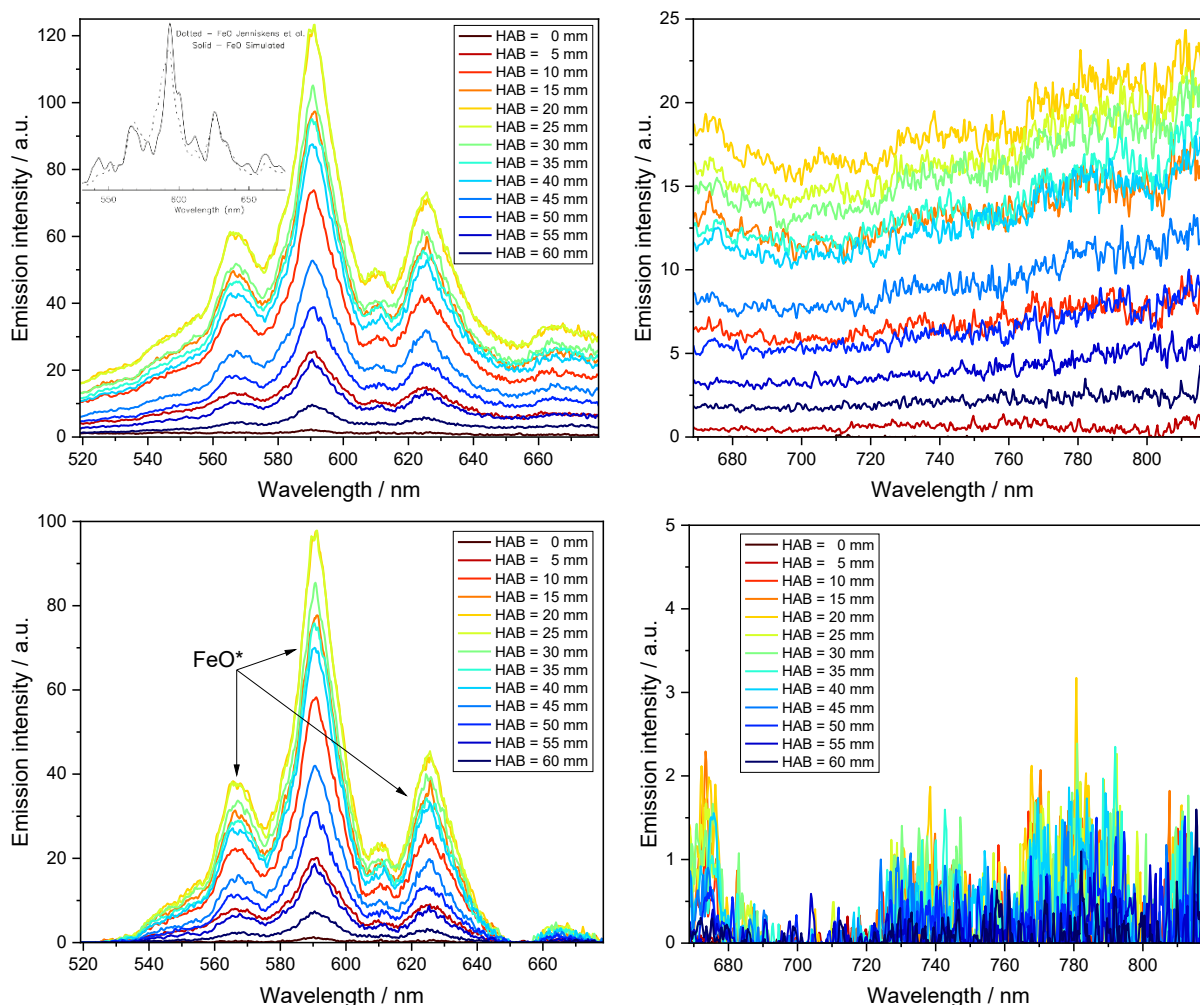 Emission intensity / a.u.
120
100
80
60
40
20
0
Dotted – FeO Jenniskens et al.
Solid – FeO Simulated
550
600
650
Wavelength (nm)
HAB = 0 mm
HAB = 5 mm
HAB = 10 mm
HAB = 15 mm
HAB = 20 mm
HAB = 25 mm
HAB = 30 mm
HAB = 35 mm
HAB = 40 mm
HAB = 45 mm
HAB = 50 mm
HAB = 55 mm
HAB = 60 mm
520 540 560 580 600 620 640 660
Wavelength / nm
Emission intensity / a.u.
25
20
15
10
5
0
680 700 720 740 760 780 800
Wavelength / nm
Emission intensity / a.u.
100
80
60
40
20
0
FeO*
HAB = 0 mm
HAB = 5 mm
HAB = 10 mm
HAB = 15 mm
HAB = 20 mm
HAB = 25 mm
HAB = 30 mm
HAB = 35 mm
HAB = 40 mm
HAB = 45 mm
HAB = 50 mm
HAB = 55 mm
HAB = 60 mm
520 540 560 580 600 620 640 660
Wavelength / nm
Emission intensity / a.u.
5
4
3
2
1
0
HAB = 0 mm
HAB = 5 mm
HAB = 10 mm
HAB = 15 mm
HAB = 20 mm
HAB = 25 mm
HAB = 30 mm
HAB = 35 mm
HAB = 40 mm
HAB = 45 mm
HAB = 50 mm
HAB = 55 mm
HAB = 60 mm
680 700 720 740 760 780 800
Wavelength / nm